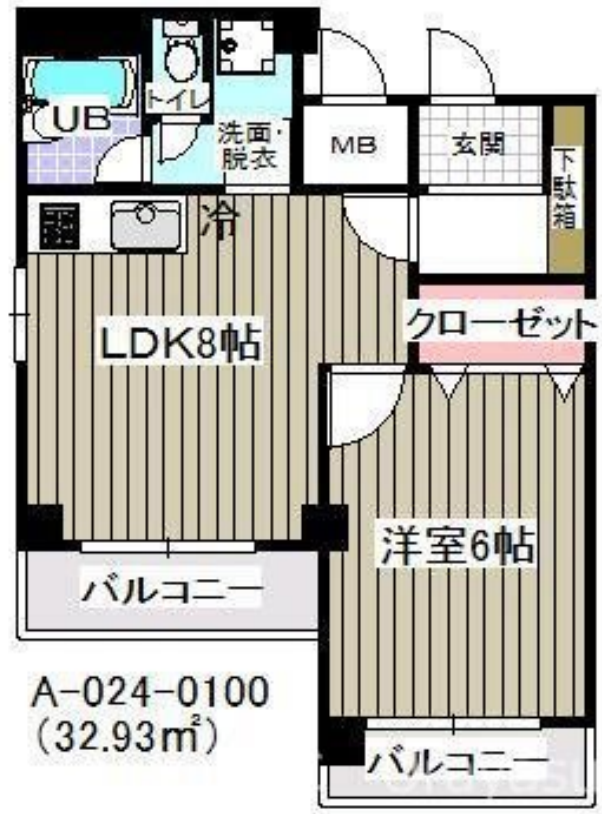 トイレ
UB
洗面・
脱衣
MB
玄関
下駄箱
冷
LDK8帖
クローゼット
洋室6帖
バルコニー
A-024-0100
(32.93㎡)
バルコニー